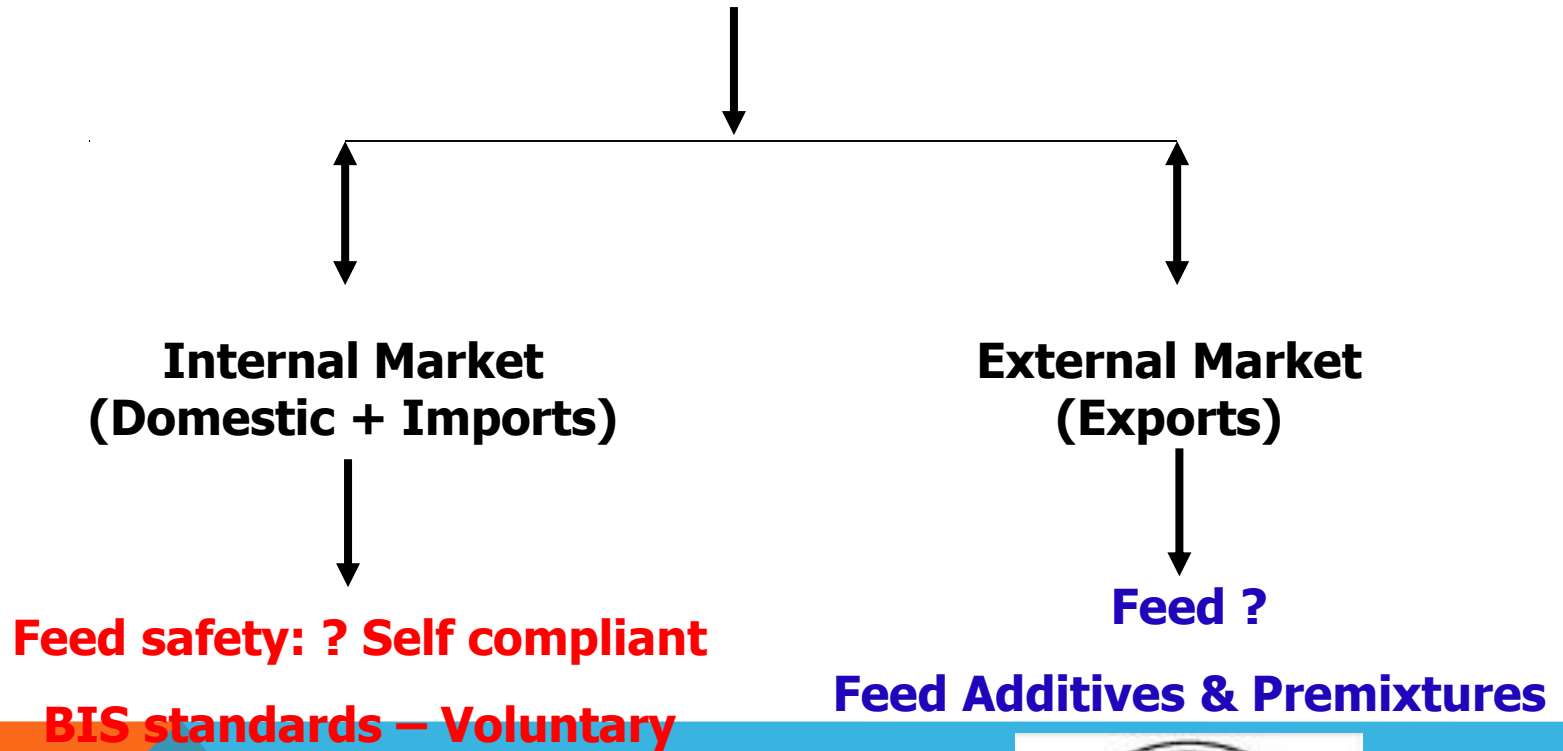 Internal Market
(Domestic + Imports)
External Market
(Exports)
Feed safety: ? Self compliant
BIS standards – Voluntary
Feed ?
Feed Additives & Premixtures